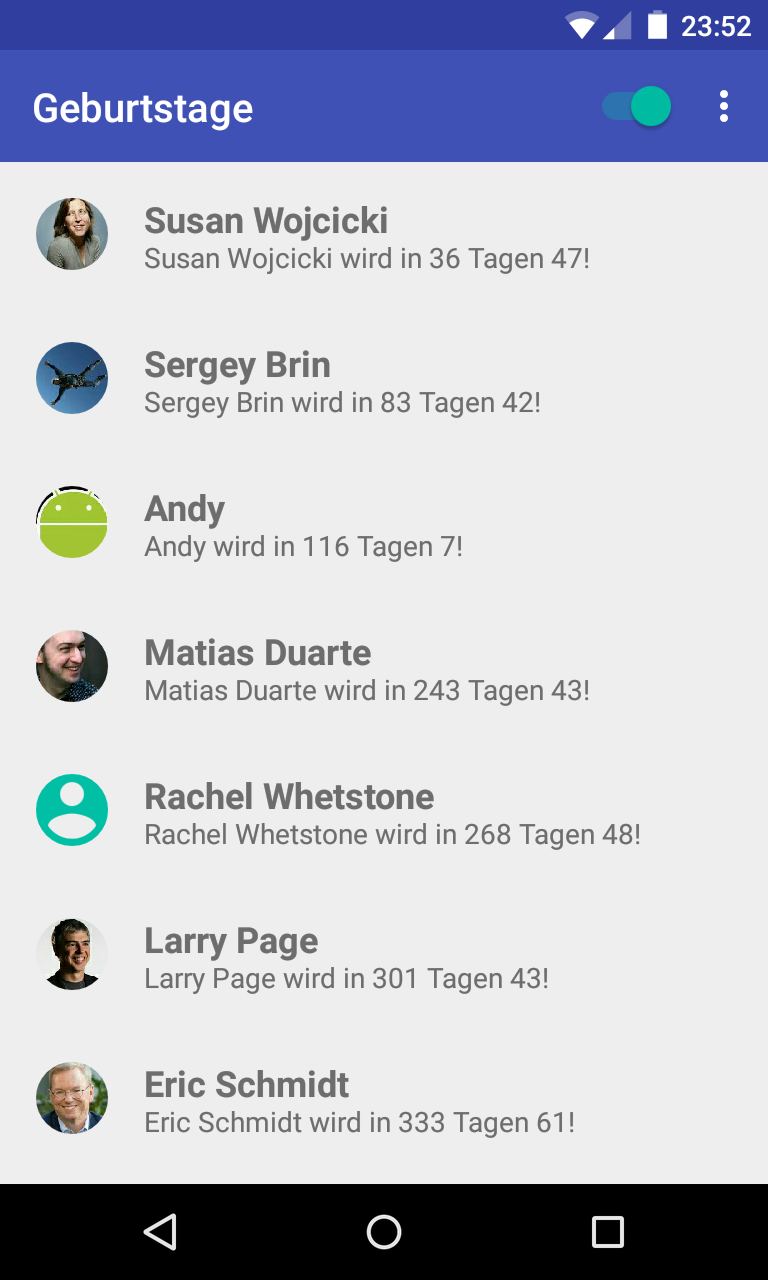 23:52
Geburtstage
Susan Wojcicki
Susan Wojcicki wird in 36 Tagen 47!
Sergey Brin
Sergey Brin wird in 83 Tagen 42!
Andy
Andy wird in 116 Tagen 7!
Matias Duarte
Matias Duarte wird in 243 Tagen 43!
Rachel Whetstone
Rachel Whetstone wird in 268 Tagen 48!
Larry Page
Larry Page wird in 301 Tagen 43!
Eric Schmidt
Eric Schmidt wird in 333 Tagen 61!